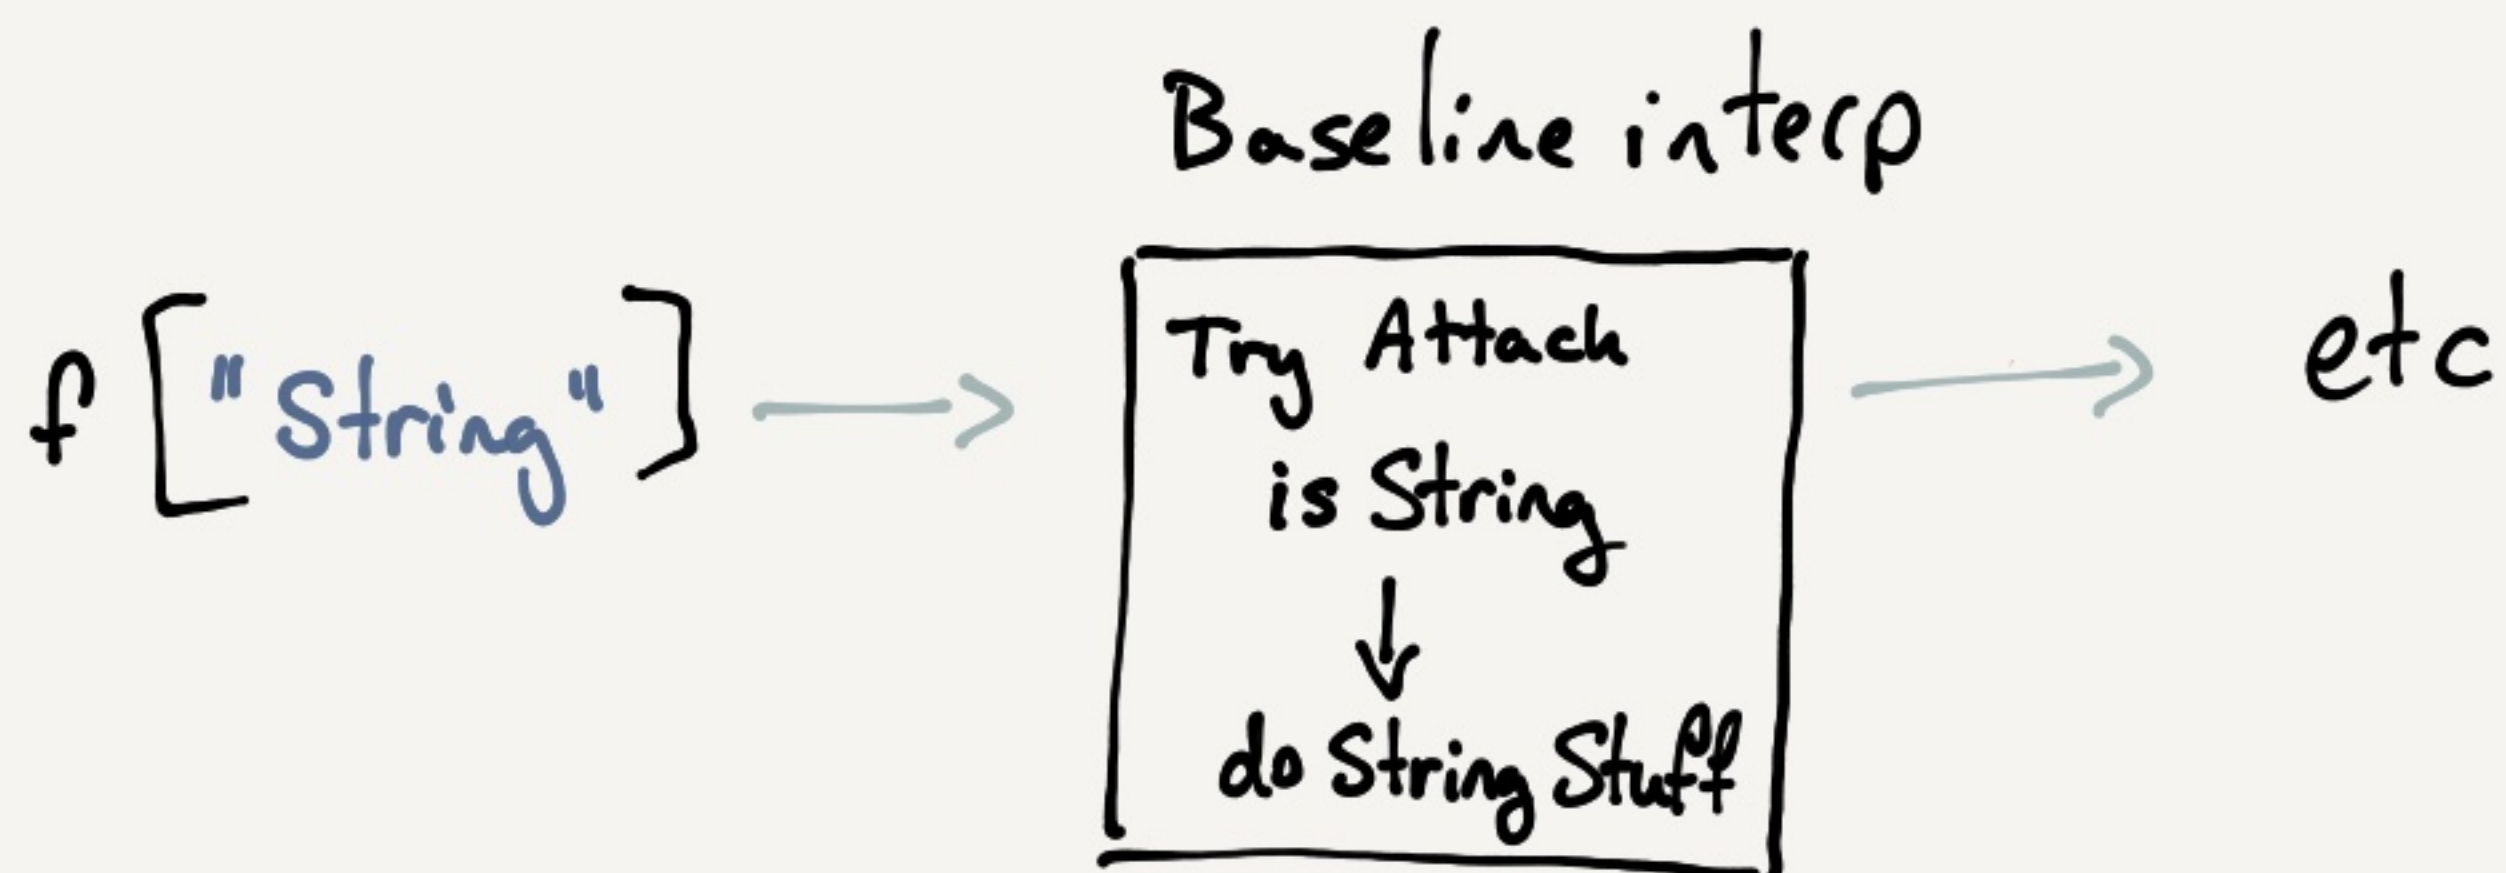 Baseline interp
f["String"]
Try Attach
is String
do String Stuff
etc